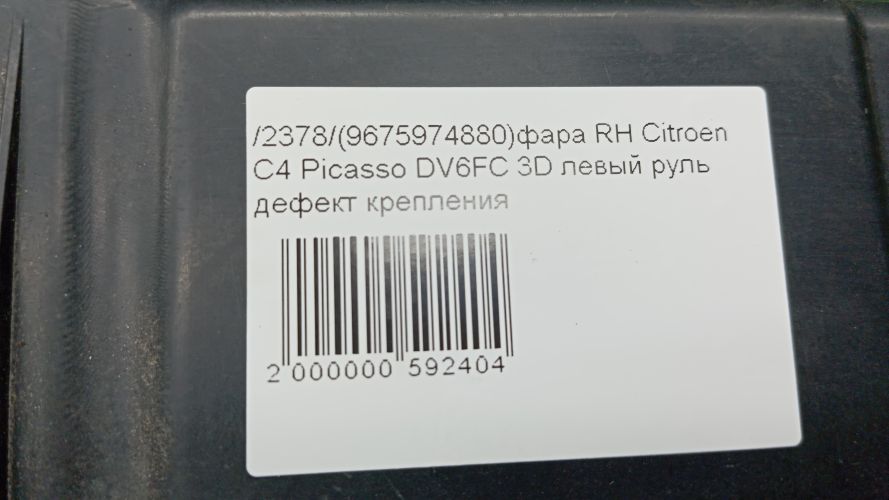 /2378/(9675974880)фара RH Citroen
C4 Picasso DV6FC 3D левый руль
дефект крепления
2 000000 592404